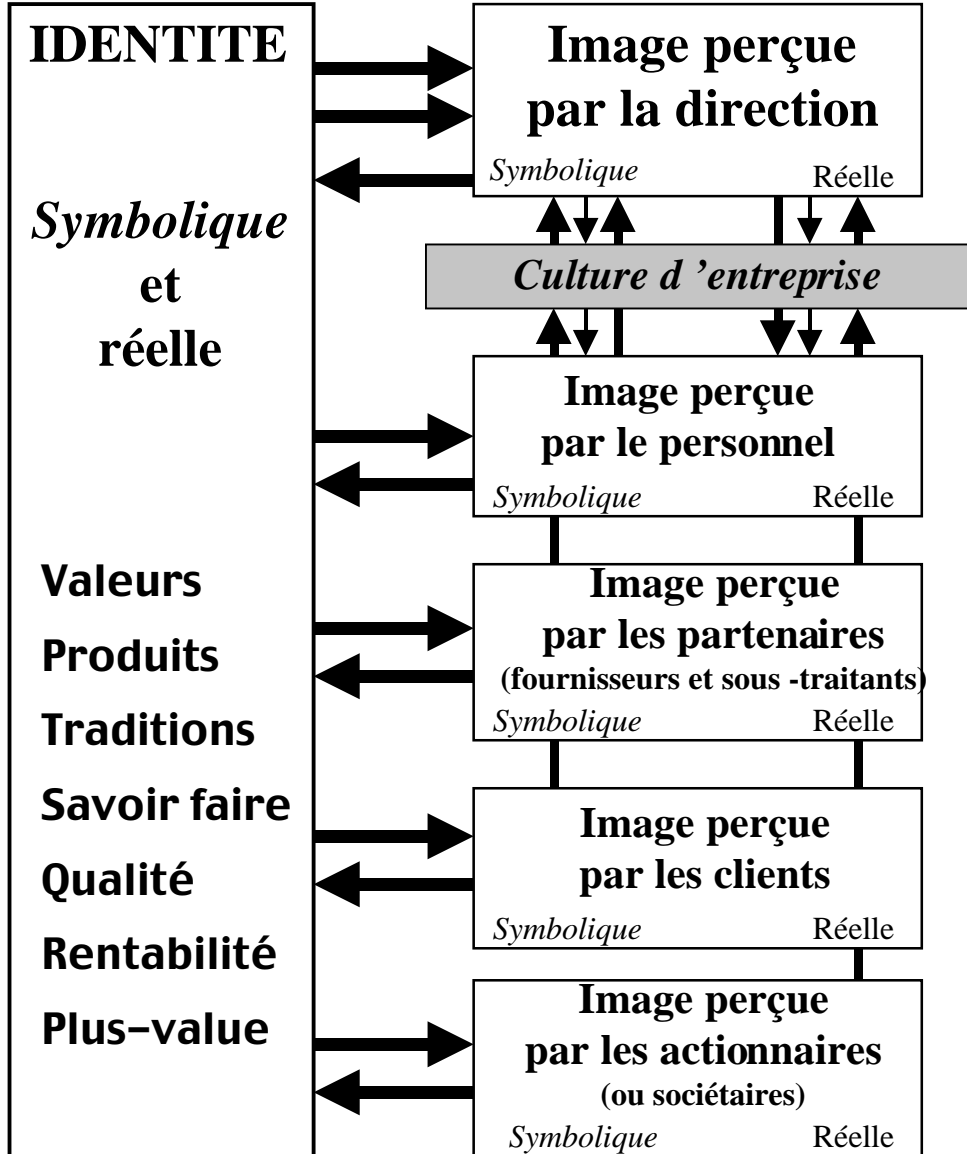 IDENTITE
Symbolique
et
réelle
Valeurs
Produits
Traditions
Savoir faire
Qualité
Rentabilité
Plus-value
Image perçue
par la direction
Symbolique Réelle
Culture d ’entreprise
Image perçue
par le personnel
Symbolique Réelle
Image perçue
par les partenaires
(fournisseurs et sous -traitants)
Symbolique Réelle
Image perçue
par les clients
Symbolique Réelle
Image perçue
par les actionnaires
(ou sociétaires)
Symbolique Réelle